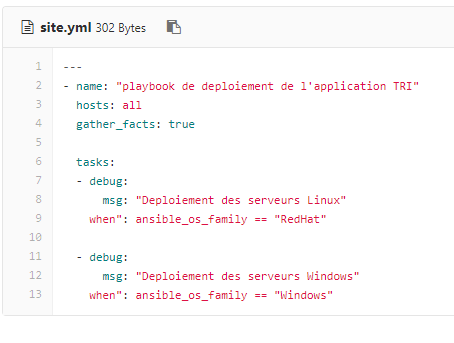 site.yml 302 Bytes
1 ---
2 - name: "playbook de deploiement de l'application TRI"
3 hosts: all
4 gather_facts: true
5
6 tasks:
7 - debug:
8 msg: "Deploiement des serveurs Linux"
9 when": ansible_os_family == "RedHat"
10
11 - debug:
12 msg: "Deploiement des serveurs Windows"
13 when": ansible_os_family == "Windows"